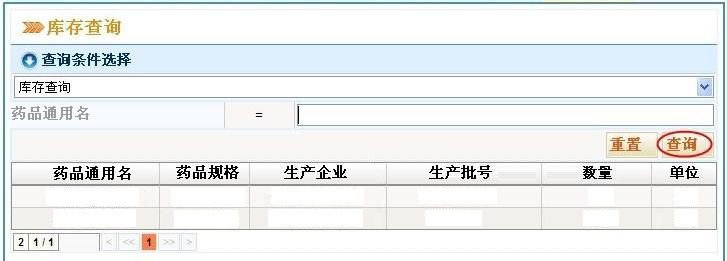 库存查询
查询条件选择
库存查询
药品通用名 =
重置 查询
药品通用名 药品规格 生产企业 生产批号 数量 单位
2 1 / 1 < << 1 >> >